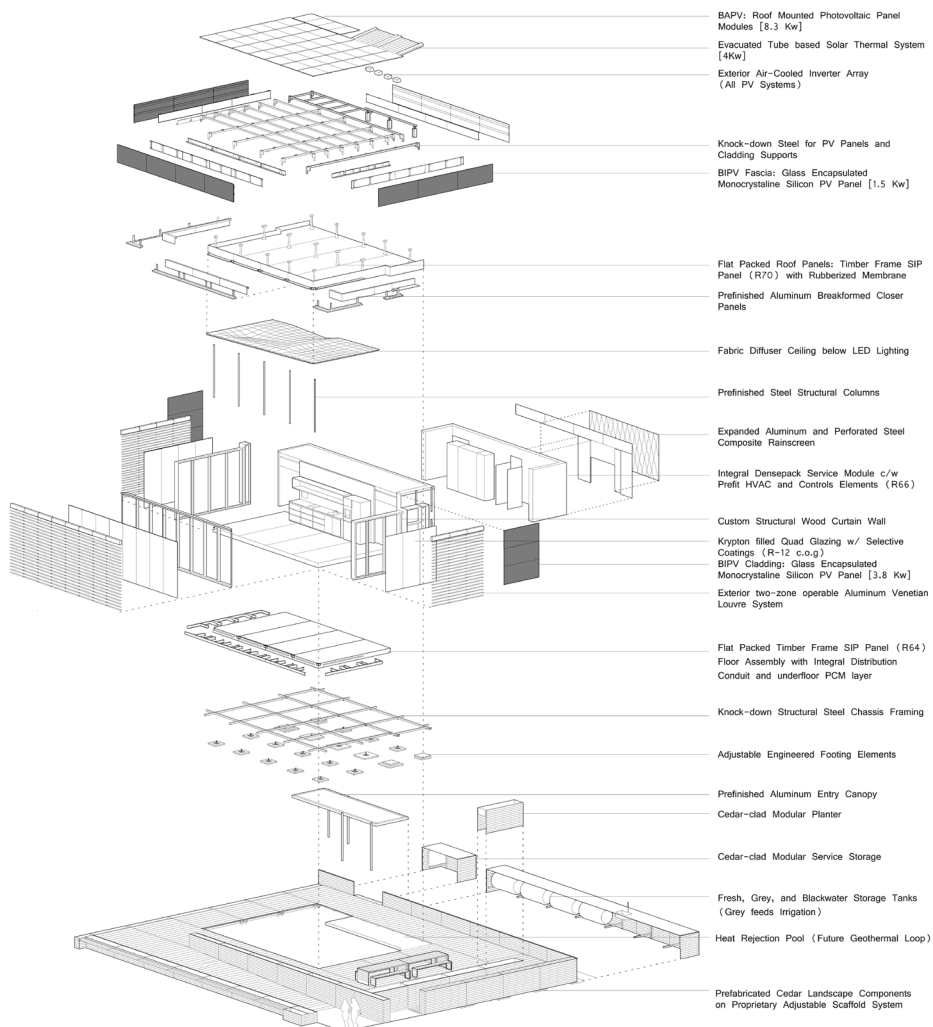 BAPV: Roof Mounted Photovoltaic Panel
Modules [8.3 Kw]
Evacuated Tube based Solar Thermal System
[4Kw]
Exterior Air-Cooled Inverter Array
(All PV Systems)
Knock-down Steel for PV Panels and
Cladding Supports
BIPV Fascia: Glass Encapsulated
Monocrystaline Silicon PV Panel [1.5 Kw]
Flat Packed Roof Panels: Timber Frame SIP
Panel (R70) with Rubberized Membrane
Prefinished Aluminum Breakformed Closer
Panels
Fabric Diffuser Ceiling below LED Lighting
Prefinished Steel Structural Columns
Expanded Aluminum and Perforated Steel
Composite Rainscreen
Integral Densepack Service Module c/w
Prefit HVAC and Controls Elements (R66)
Custom Structural Wood Curtain Wall
Krypton filled Quad Glazing w/ Selective
Coatings (R-12 c.o.g)
BIPV Cladding: Glass Encapsulated
Monocrystaline Silicon PV Panel [3.8 Kw]
Exterior two-zone operable Aluminum Venetian
Louvre System
Flat Packed Timber Frame SIP Panel (R64)
Floor Assembly with Integral Distribution
Conduit and underfloor PCM layer
Knock-down Structural Steel Chassis Framing
Adjustable Engineered Footing Elements
Prefinished Aluminum Entry Canopy
Cedar-clad Modular Planter
Cedar-clad Modular Service Storage
Fresh, Grey, and Blackwater Storage Tanks
(Grey feeds Irrigation)
Heat Rejection Pool (Future Geothermal Loop)
Prefabricated Cedar Landscape Components
on Proprietary Adjustable Scaffold System